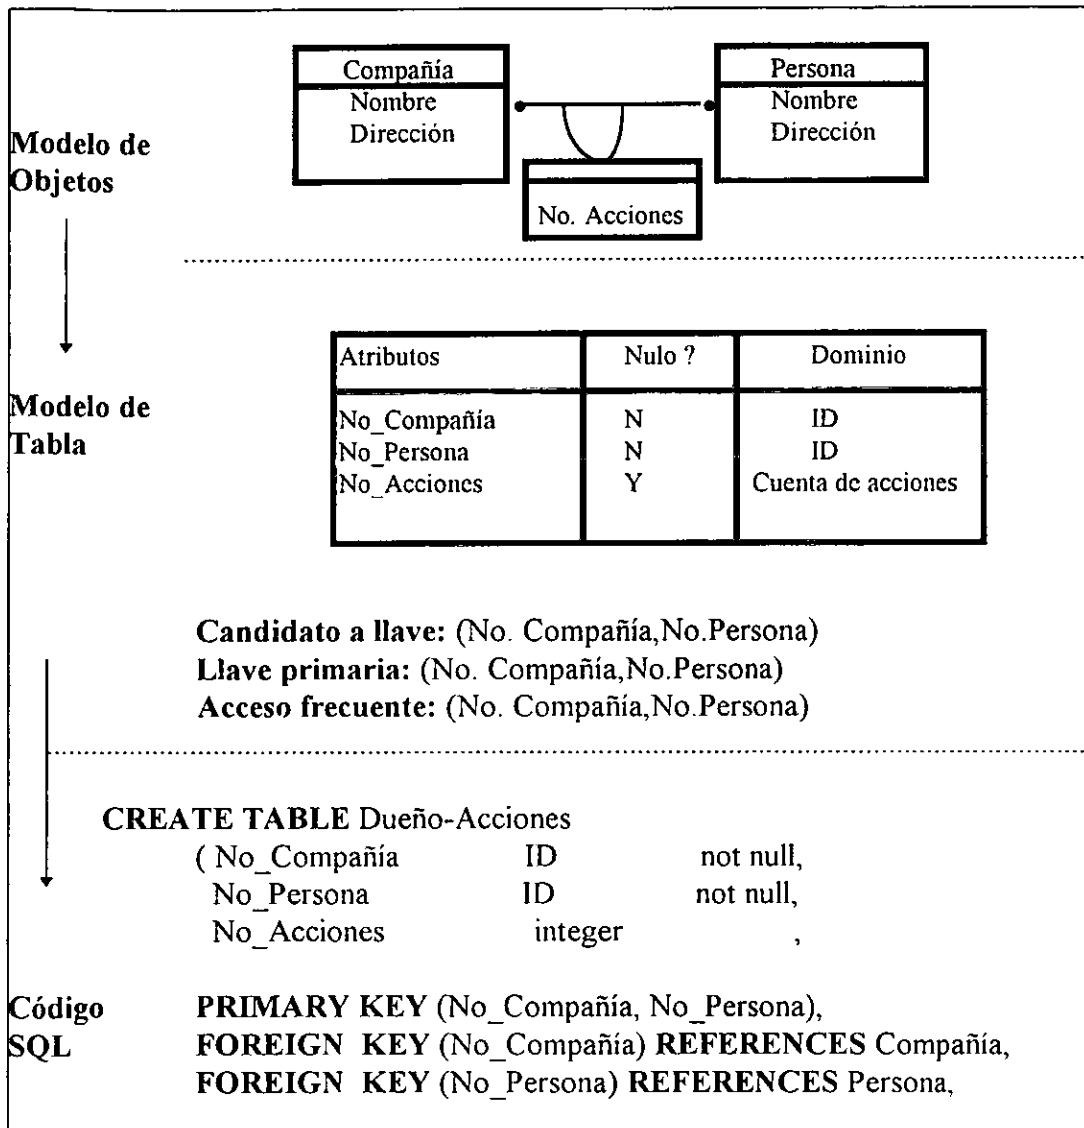 Compañía
Nombre
Dirección
Persona
Nombre
Dirección
No. Acciones
Modelo de
Objetos
Atributos Nulo ? Dominio
No_Compañía N ID
No_Persona N ID
No_Acciones Y Cuenta de acciones
Modelo de
Tabla
Candidato a llave: (No. Compañía,No.Persona)
Llave primaria: (No. Compañía,No.Persona)
Acceso frecuente: (No. Compañía,No.Persona)
CREATE TABLE Dueño-Acciones
( No_Compañía ID not null,
No_Persona ID not null,
No_Acciones integer ,
Código
SQL
PRIMARY KEY (No_Compañía, No_Persona),
FOREIGN KEY (No_Compañía) REFERENCES Compañía,
FOREIGN KEY (No_Persona) REFERENCES Persona,